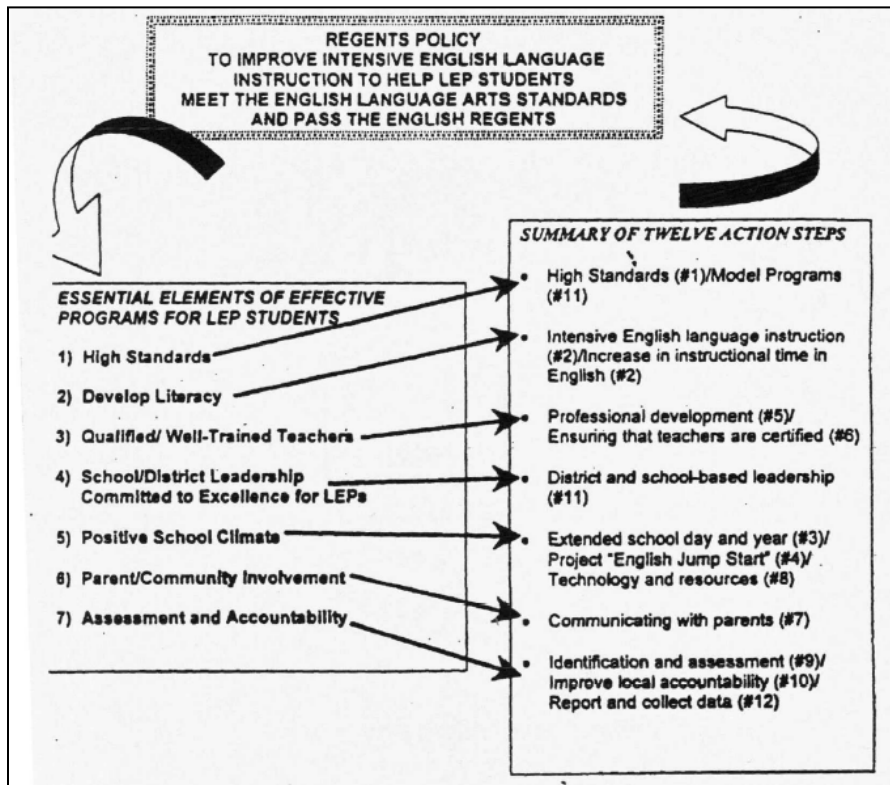 REGENTS POLICY
TO IMPROVE INTENSIVE ENGLISH LANGUAGE
INSTRUCTION TO HELP LEP STUDENTS
MEET THE ENGLISH LANGUAGE ARTS STANDARDS
AND PASS THE ENGLISH REGENTS
ESSENTIAL ELEMENTS OF EFFECTIVE
PROGRAMS FOR LEP STUDENTS
1) High Standards
2) Develop Literacy
3) Qualified/ Well-Trained Teachers
4) School/District Leadership
Committed to Excellence for LEPs
5) Positive School Climate
6) Parent/Community Involvement
7) Assessment and Accountability
SUMMARY OF TWELVE ACTION STEPS
• High Standards (#1)/Model Programs
(#11)
• Intensive English language instruction
(#2)/Increase in instructional time in
English (#2)
• Professional development (#5)/
Ensuring that teachers are certified (#6)
• District and school-based leadership
(#11)
• Extended school day and year (#3)/
Project "English Jump Start" (#4)/
Technology and resources (#8)
• Communicating with parents (#7)
• Identification and assessment (#9)/
Improve local accountability (#10)/
Report and collect data (#12)